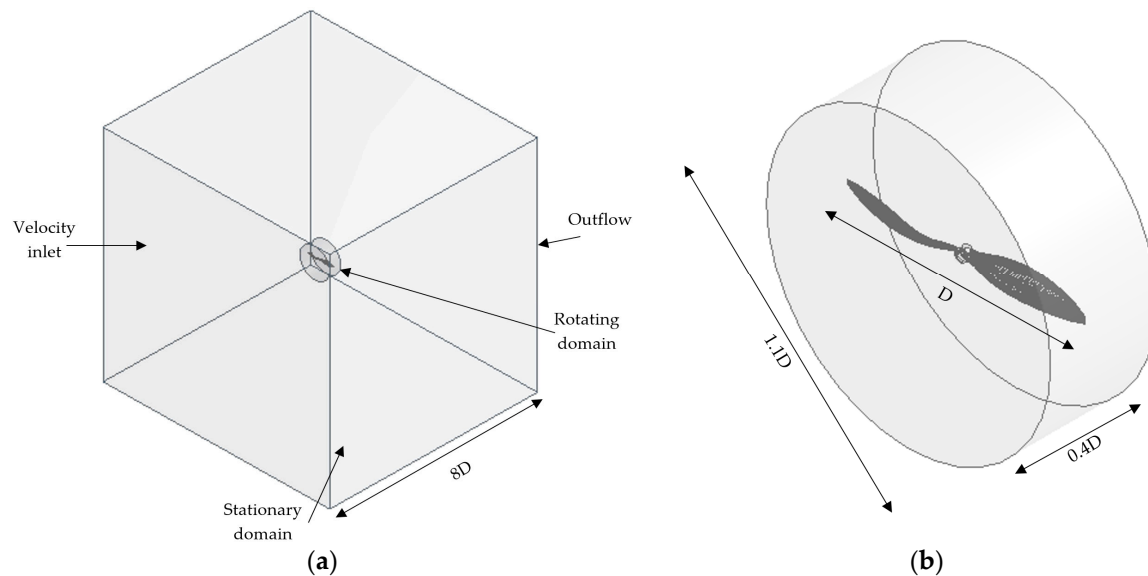 Velocity
inlet
Outflow
Rotating
domain
8D
Stationary
domain
(a)
D
1.1D
0.4D
(b)